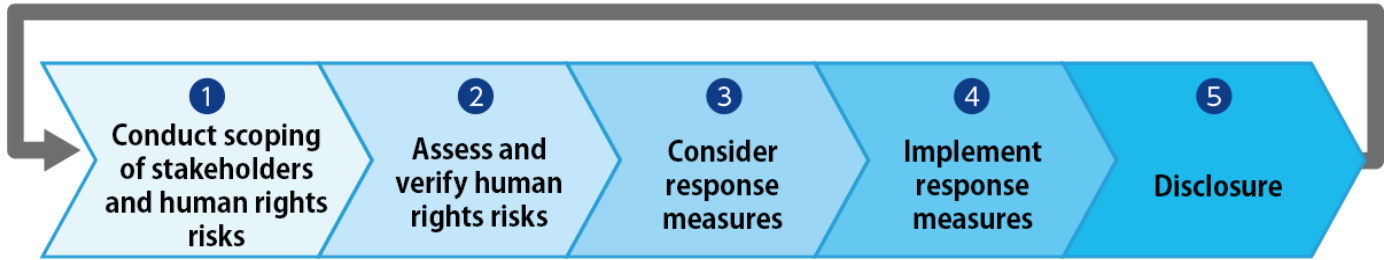 1
Conduct scoping
of stakeholders
and human rights
risks
2
Assess and
verify human
rights risks
3
Consider
response
measures
4
Implement
response
measures
5
Disclosure